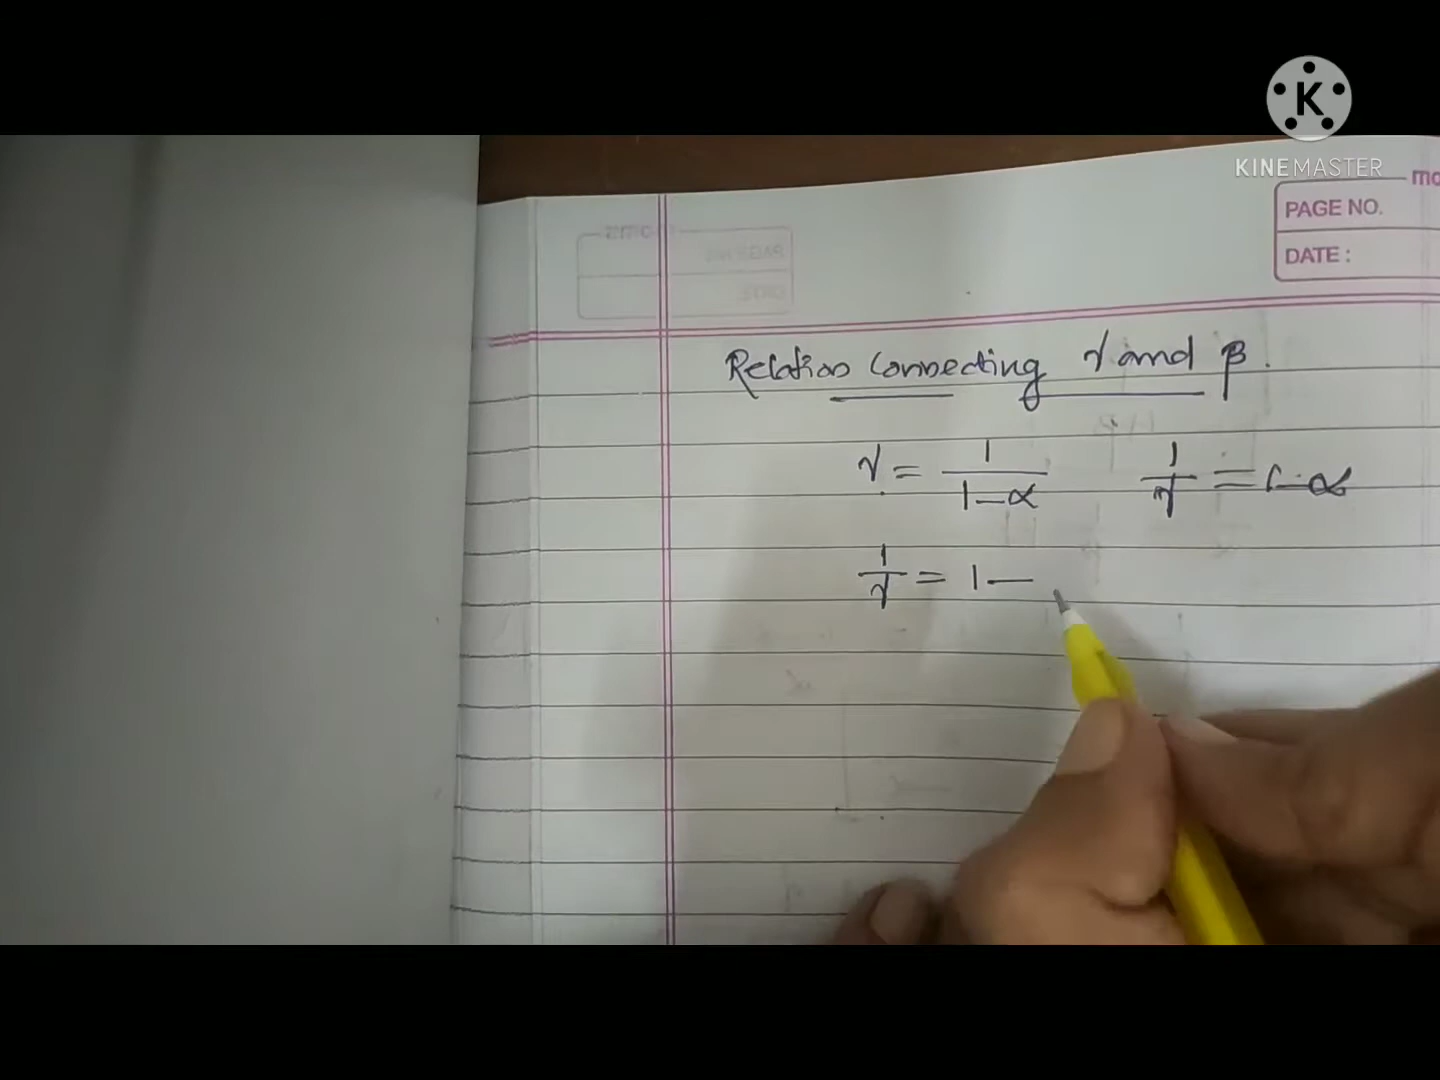 K
KINEMASTER
PAGE NO.
DATE :
Relation connecting γ and β.
γ = 1/(1-α) 1/γ = 1-α
1/γ = 1 -